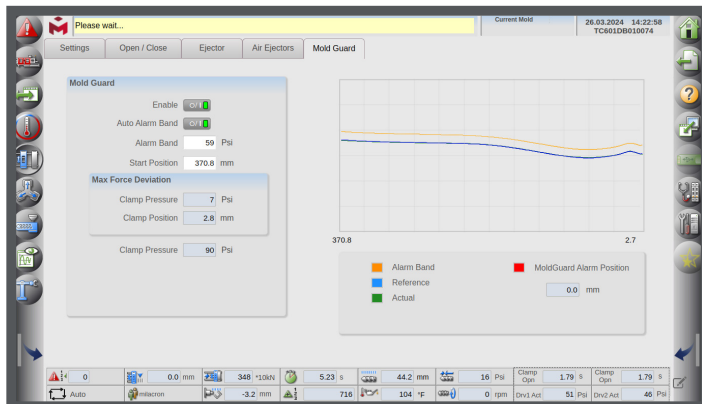 Please wait...
Current Mold
26.03.2024 14:22:58
TC601DB010074
Settings
Open / Close
Ejector
Air Ejectors
Mold Guard
Mold Guard
Enable
Auto Alarm Band
Alarm Band 59 Psi
Start Position 370.8 mm
Max Force Deviation
Clamp Pressure 7 Psi
Clamp Position 2.8 mm
Clamp Pressure 90 Psi
370.8 2.7
Alarm Band
Reference
Actual
MoldGuard Alarm Position
0.0 mm
0
0.0 mm
348 *10kN
5.23 s
44.2 mm
16 Psi
Clamp Opn 1.79 s
Clamp Opn 1.79 s
Auto
milacron
-3.2 mm
716
104 °F
0 rpm
Drv1 Act 51 Psi
Drv2 Act 46 Psi